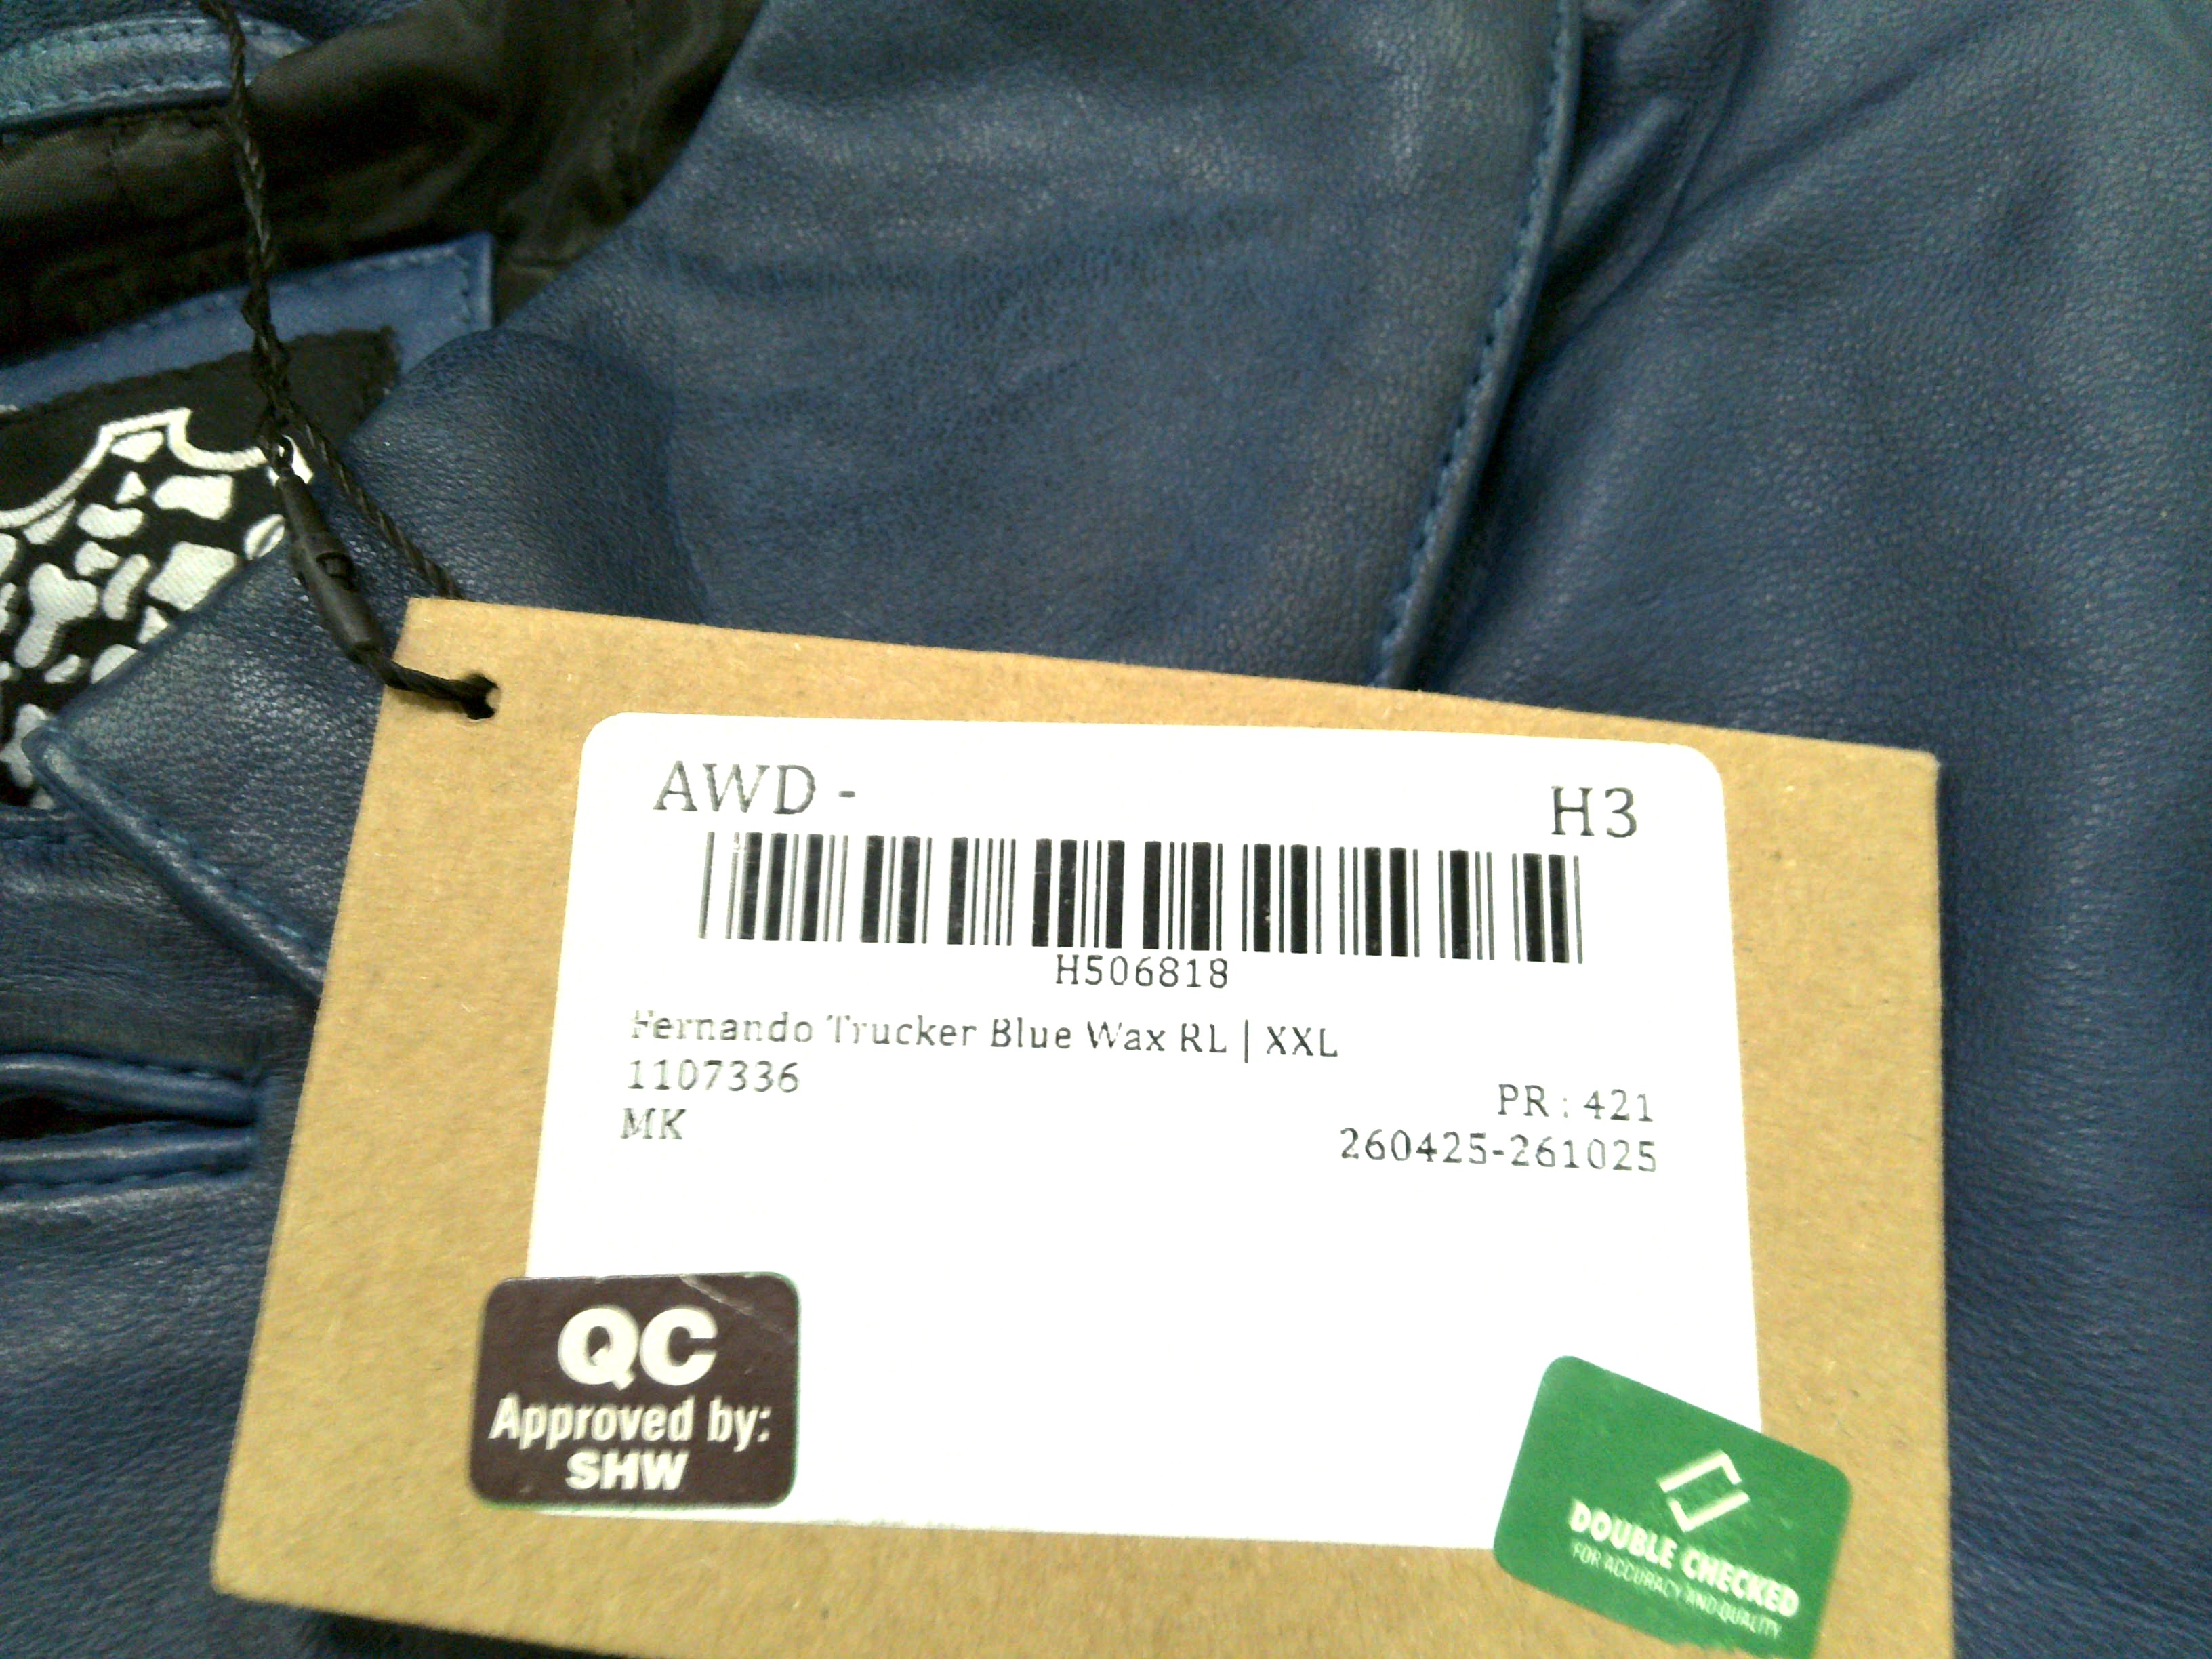 AWD - H3
H506818
Fernando Trucker Blue Wax RL | XXL
1107336
PR : 421
MK
260425-261025
QC
Approved by:
SHW
DOUBLE CHECKED
FOR ACCURACY AND QUALITY